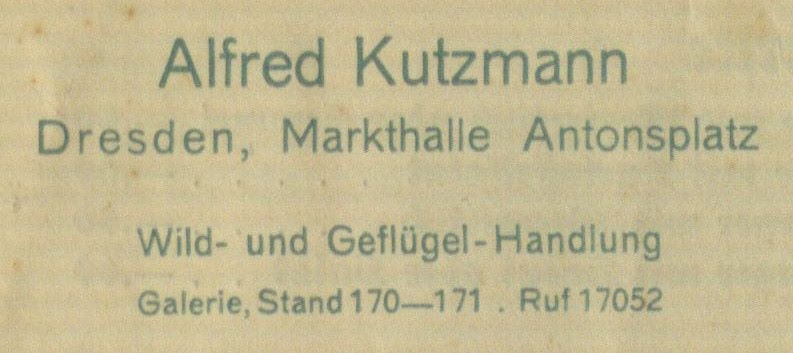 Alfred Kutzmann
Dresden, Markthalle Antonsplatz
Wild- und Geflügel-Handlung
Galerie, Stand 170—171 . Ruf 17052